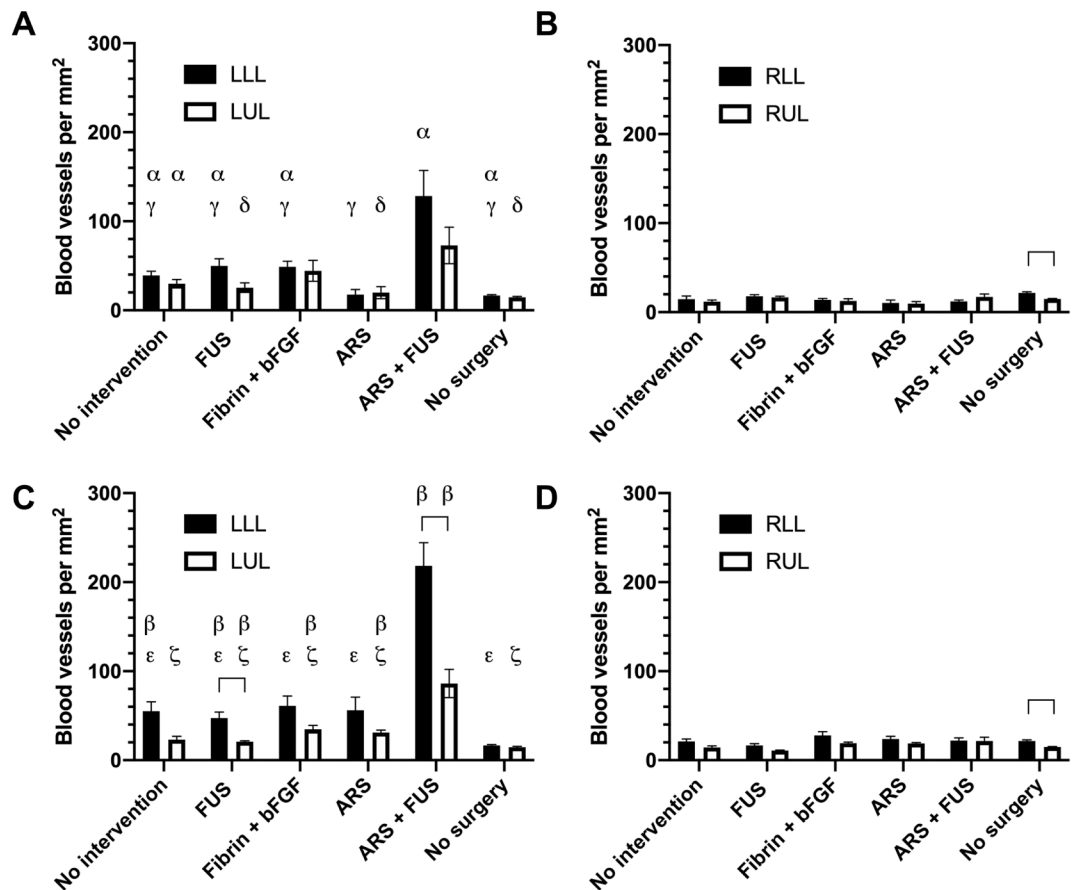 A
Blood vessels per mm²
300
200
100
0
LLL
LUL
α
α α α α α
γ γ δ γ γ δ γ δ
No intervention
FUS
Fibrin + bFGF
ARS
ARS + FUS
No surgery
B
Blood vessels per mm²
300
200
100
0
RLL
RUL
No intervention
FUS
Fibrin + bFGF
ARS
ARS + FUS
No surgery
C
Blood vessels per mm²
300
200
100
0
LLL
LUL
β β
β β β β β
ε ζ ε ζ ε ζ ε ζ ε ζ
No intervention
FUS
Fibrin + bFGF
ARS
ARS + FUS
No surgery
D
Blood vessels per mm²
300
200
100
0
RLL
RUL
No intervention
FUS
Fibrin + bFGF
ARS
ARS + FUS
No surgery